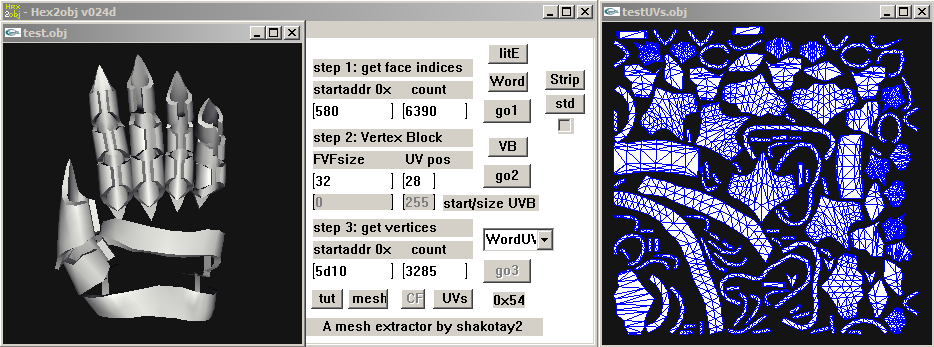 Hex 2obj - Hex2obj v024d
test.obj
litE
step 1: get face indices
Word
Strip
startaddr 0x count
std
[580 ] [6390 ]
go1
step 2: Vertex Block
VB
FVFsize UV pos
go2
[32 ] [28 ]
[0 ] [255 ] start/size UVB
step 3: get vertices
startaddr 0x count
WordUV
[5d10 ] [3285 ]
go3
tut mesh CF UVs 0x54
A mesh extractor by shakotay2
testUVs.obj